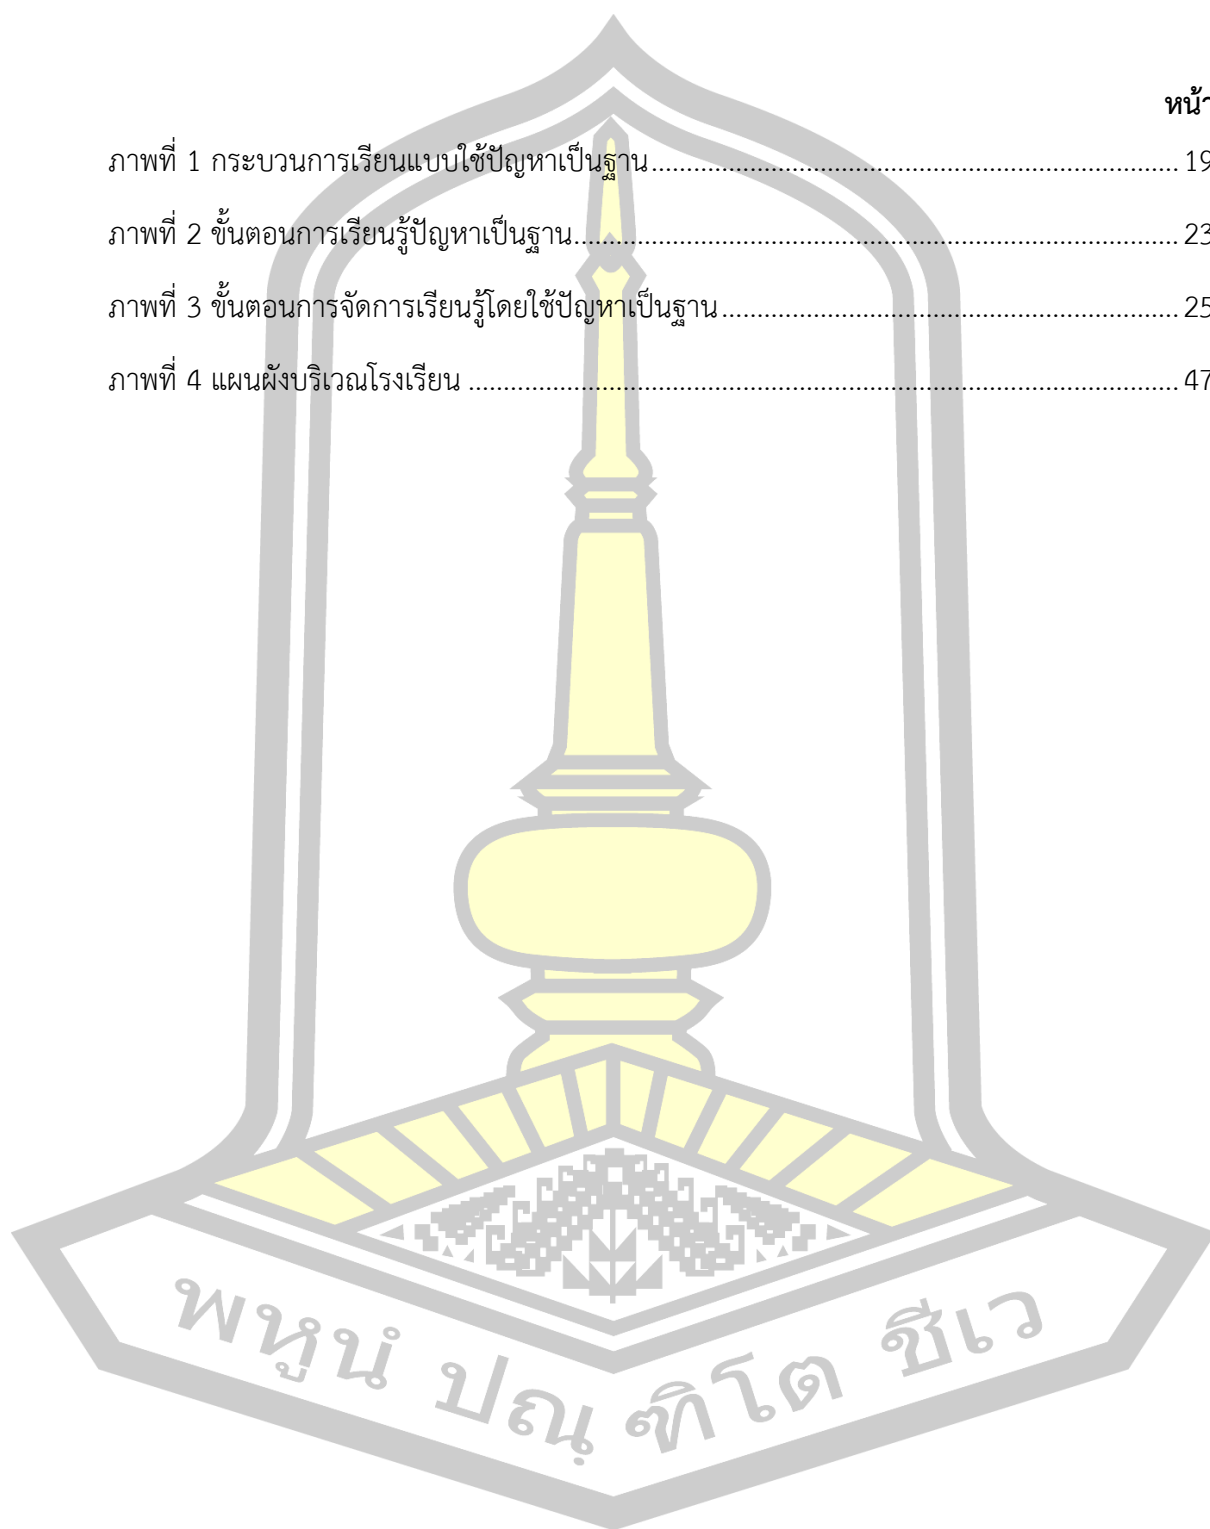 หน้า
ภาพที่ 1 กระบวนการเรียนแบบใช้ปัญหาเป็นฐาน........................................................................ 19
ภาพที่ 2 ขั้นตอนการเรียนรู้ปัญหาเป็นฐาน.................................................................................. 23
ภาพที่ 3 ขั้นตอนการจัดการเรียนรู้โดยใช้ปัญหาเป็นฐาน .............................................................. 25
ภาพที่ 4 แผนผังบริเวณโรงเรียน ................................................................................................ 47
พหูนํ ปณฺฑิโต ชีเว